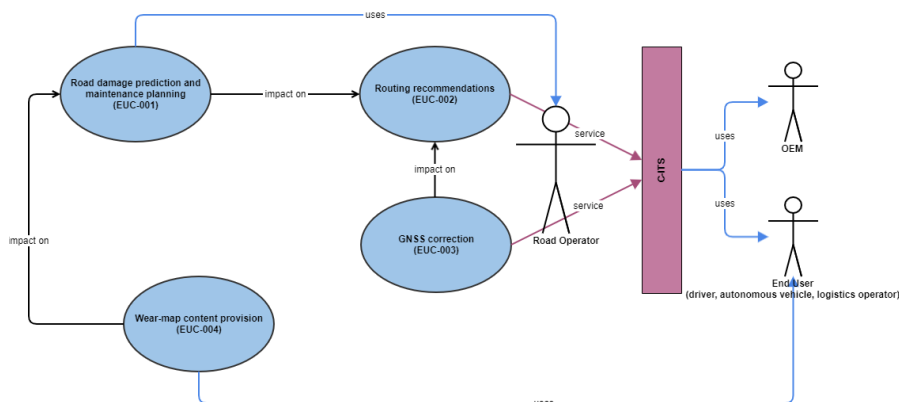 uses
Road damage prediction and
maintenance planning
(EUC-001)
impact on
Routing recommendations
(EUC-002)
service
uses
OEM
C-ITS
impact on
service
uses
GNSS correction
(EUC-003)
Road Operator
impact on
End User
(driver, autonomous vehicle, logistics operator)
Wear-map content provision
(EUC-004)
uses